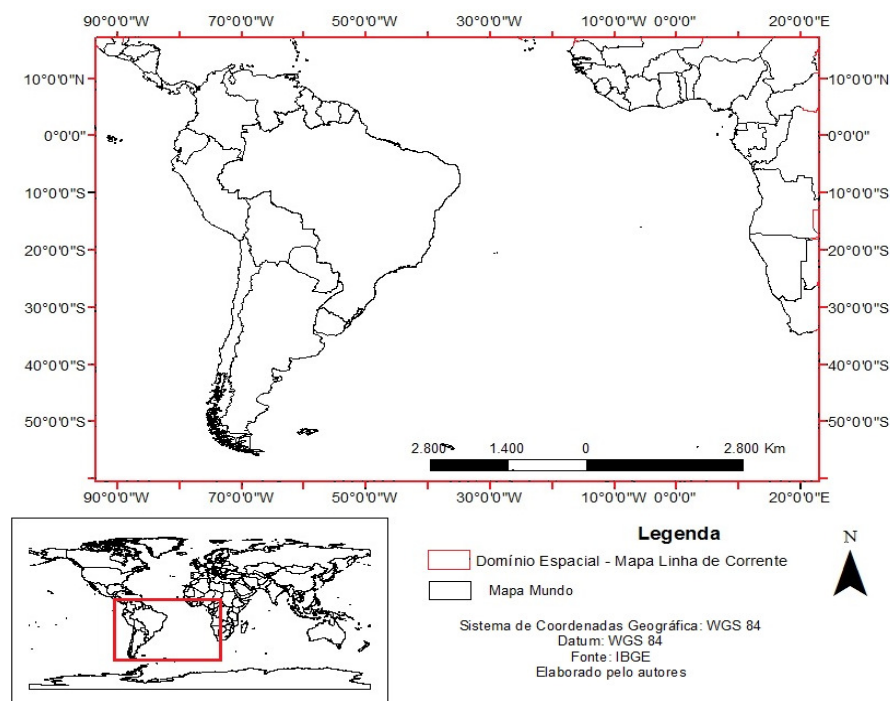 90°0'0"W 70°0'0"W 50°0'0"W 30°0'0"W 10°0'0"W 0°0'0"E 20°0'0"E
10°0'0"N 10°0'0"N
0°0'0" 0°0'0"
10°0'0"S 10°0'0"S
20°0'0"S 20°0'0"S
30°0'0"S 30°0'0"S
40°0'0"S 40°0'0"S
50°0'0"S 50°0'0"S
2.800 1.400 0 2.800 Km
90°0'0"W 70°0'0"W 50°0'0"W 30°0'0"W 10°0'0"W 0°0'0"E 20°0'0"E
Legenda
Domínio Espacial - Mapa Linha de Corrente
Mapa Mundo
N
Sistema de Coordenadas Geográfica: WGS 84
Datum: WGS 84
Fonte: IBGE
Elaborado pelo autores